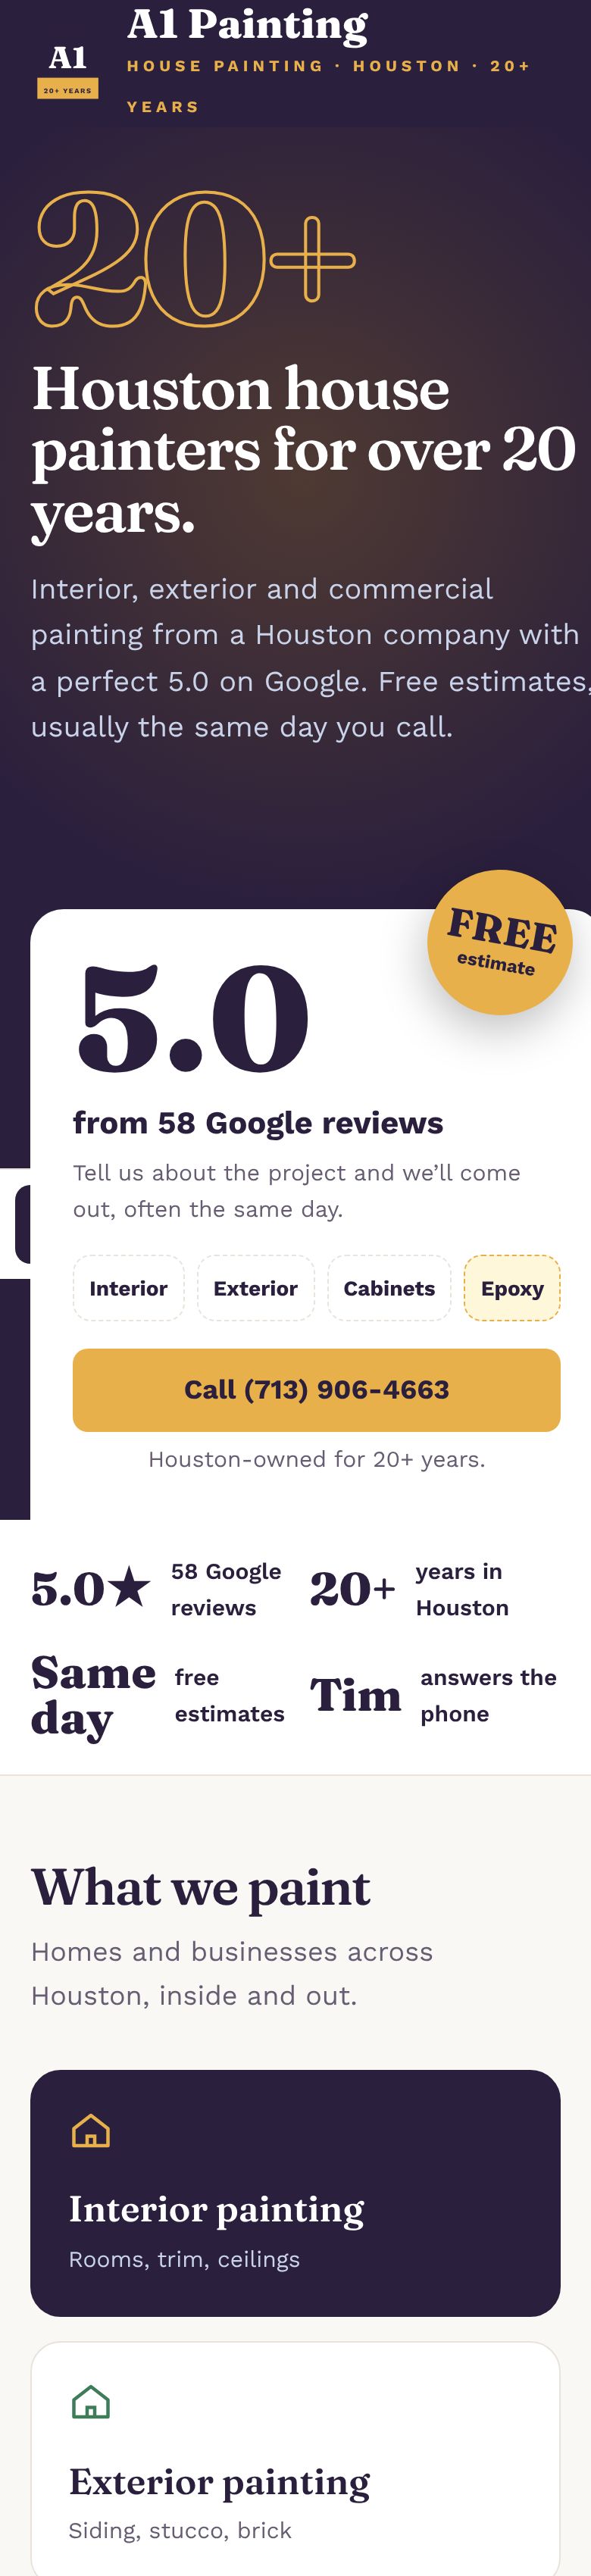 A1
20+ YEARS
A1 Painting
HOUSE PAINTING · HOUSTON · 20+
YEARS
20+
Houston house
painters for over 20
years.
Interior, exterior and commercial
painting from a Houston company with
a perfect 5.0 on Google. Free estimates,
usually the same day you call.
FREE
estimate
5.0
from 58 Google reviews
Tell us about the project and we’ll come
out, often the same day.
Interior Exterior Cabinets Epoxy
Call (713) 906-4663
Houston-owned for 20+ years.
5.0★ 58 Google
reviews
20+ years in
Houston
Same
day
free
estimates
Tim answers the
phone
What we paint
Homes and businesses across
Houston, inside and out.
Interior painting
Rooms, trim, ceilings
Exterior painting
Siding, stucco, brick